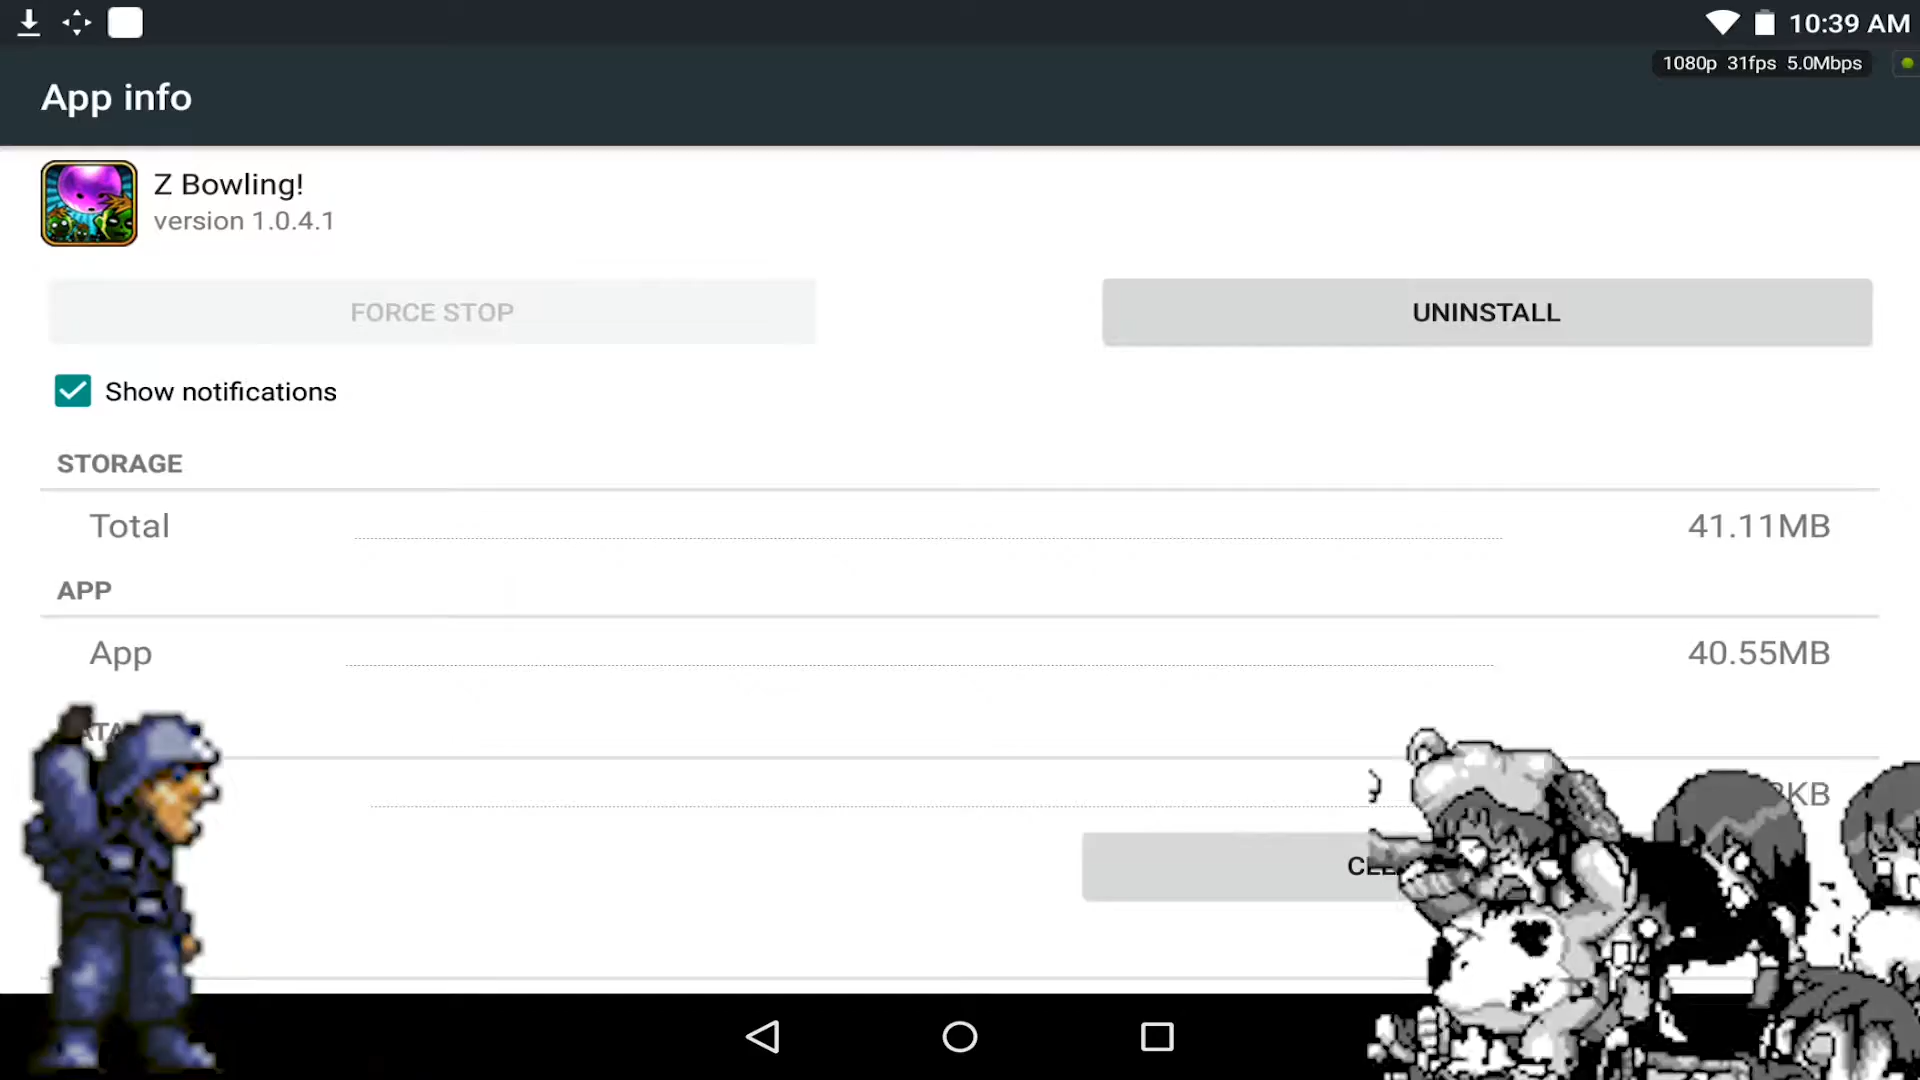 10:39 AM
1080p 31fps 5.0Mbps
App info
Z Bowling!
version 1.0.4.1
FORCE STOP
UNINSTALL
Show notifications
STORAGE
Total
41.11MB
APP
App
40.55MB